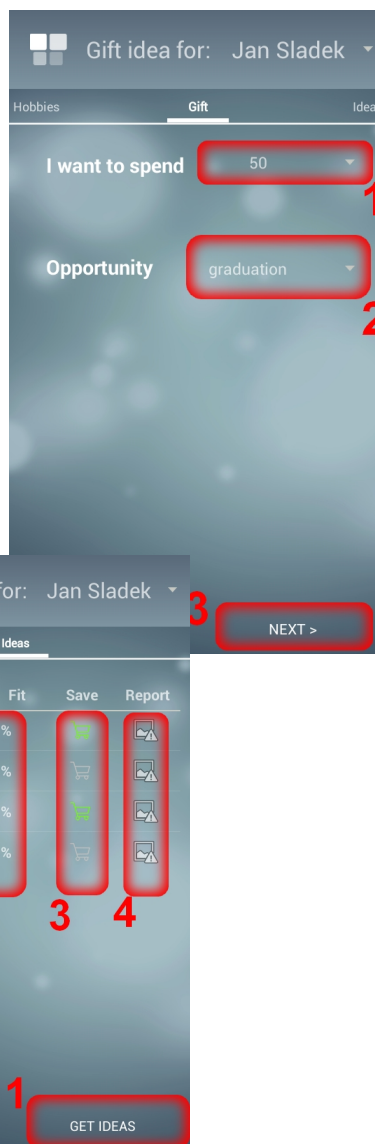 Gift idea for: Jan Sladek
Hobbies Gift Idea
I want to spend 50
1
Opportunity graduation
2
3 NEXT >
for: Jan Sladek
Ideas
Fit Save Report
%
%
%
%
3 4
1
GET IDEAS